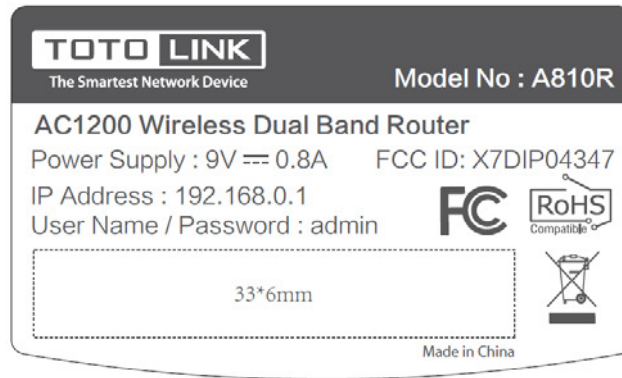 TOTO LINK
The Smartest Network Device
Model No : A810R
AC1200 Wireless Dual Band Router
Power Supply : 9V ⎓ 0.8A
FCC ID: X7DIP04347
IP Address : 192.168.0.1
User Name / Password : admin
FC
RoHS
Compatible
33*6mm
Made in China